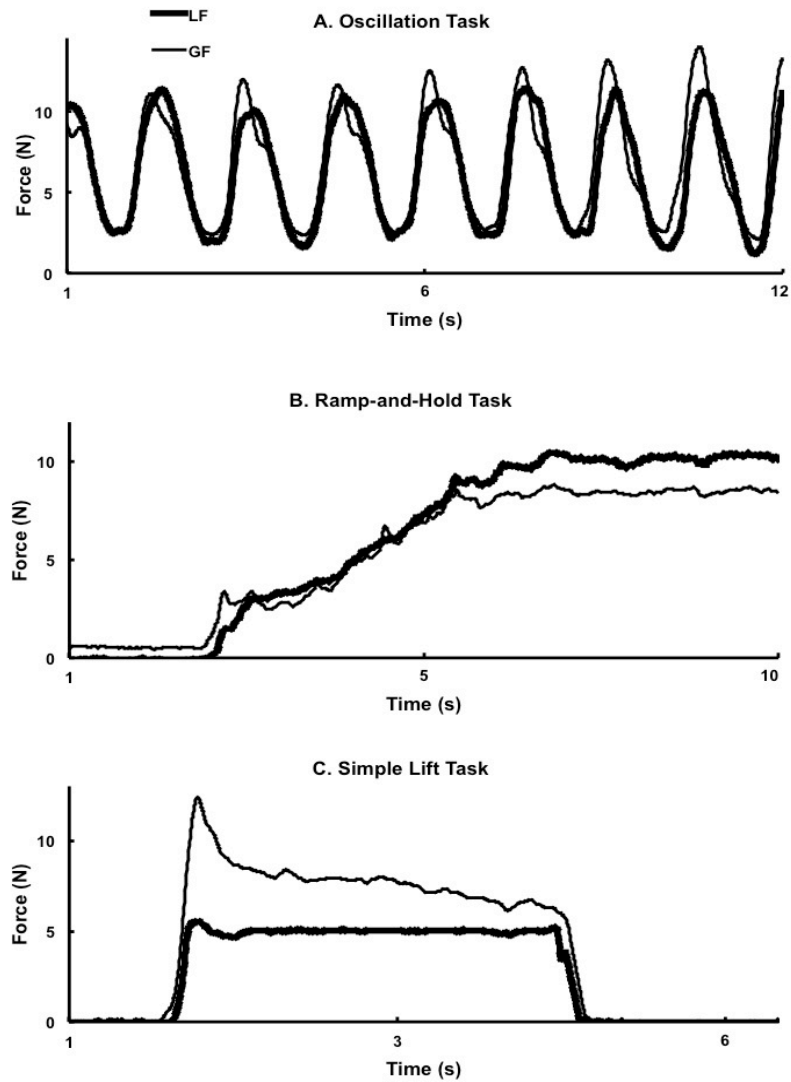 LF
GF
A. Oscillation Task
10
5
0
Force (N)
1
6
12
Time (s)
B. Ramp-and-Hold Task
10
5
0
Force (N)
1
5
10
Time (s)
C. Simple Lift Task
10
5
0
Force (N)
1
3
6
Time (s)